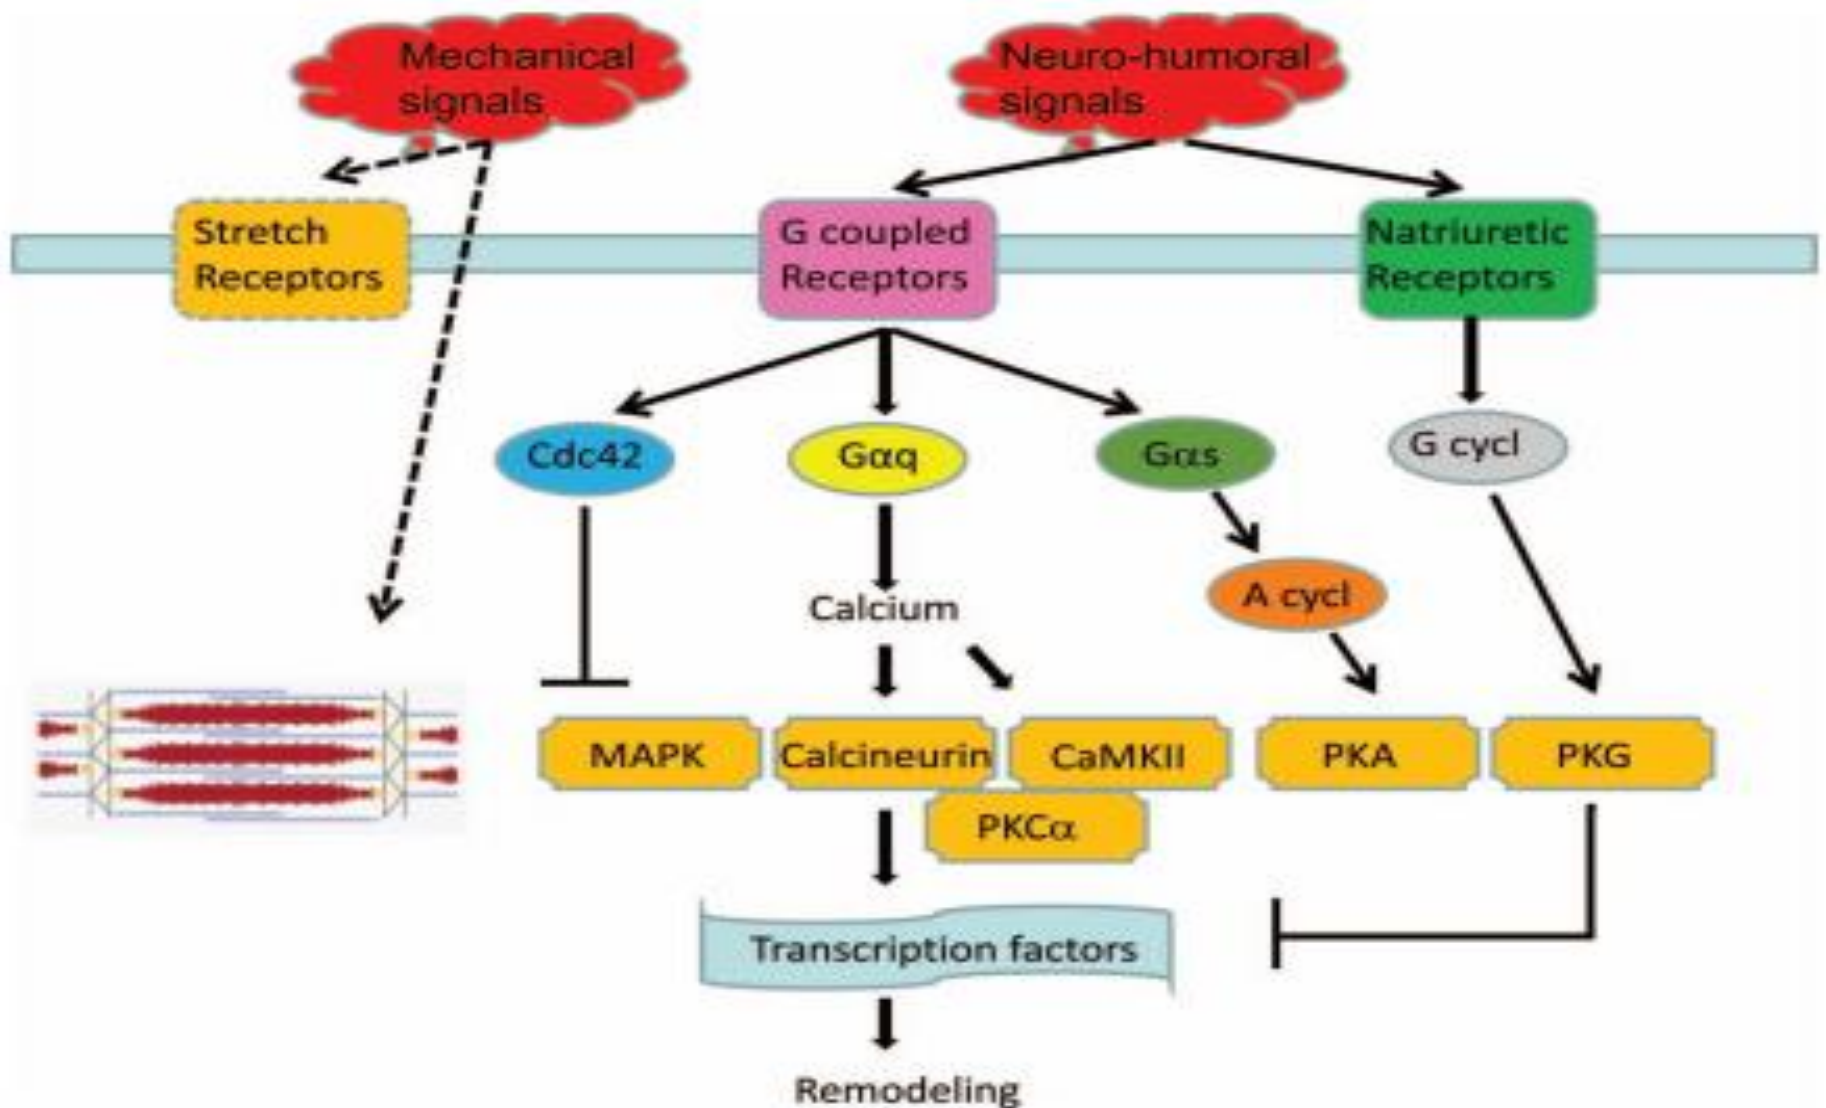 Mechanical
signals
Neuro-humoral
signals
Stretch
Receptors
G coupled
Receptors
Natriuretic
Receptors
Cdc42
Gαq
Gαs
G cycl
A cycl
Calcium
MAPK
Calcineurin
CaMKII
PKA
PKG
PKCα
Transcription factors
Remodeling